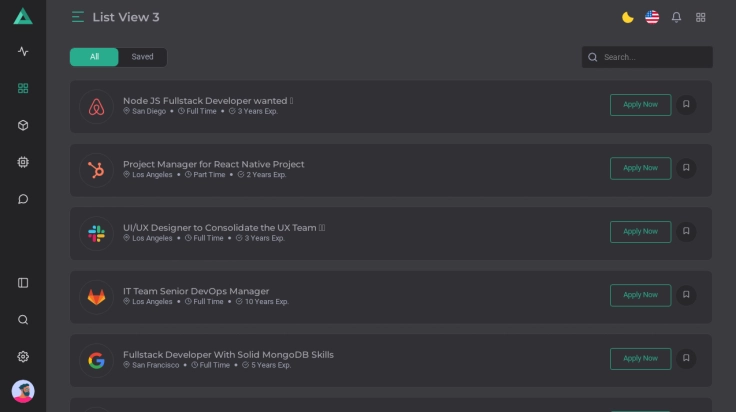 List View 3
All
Saved
Search...
Node JS Fullstack Developer wanted
San Diego • Full Time • 3 Years Exp.
Apply Now
Project Manager for React Native Project
Los Angeles • Part Time • 2 Years Exp.
Apply Now
UI/UX Designer to Consolidate the UX Team
Los Angeles • Full Time • 3 Years Exp.
Apply Now
IT Team Senior DevOps Manager
Los Angeles • Full Time • 10 Years Exp.
Apply Now
Fullstack Developer With Solid MongoDB Skills
San Francisco • Full Time • 5 Years Exp.
Apply Now